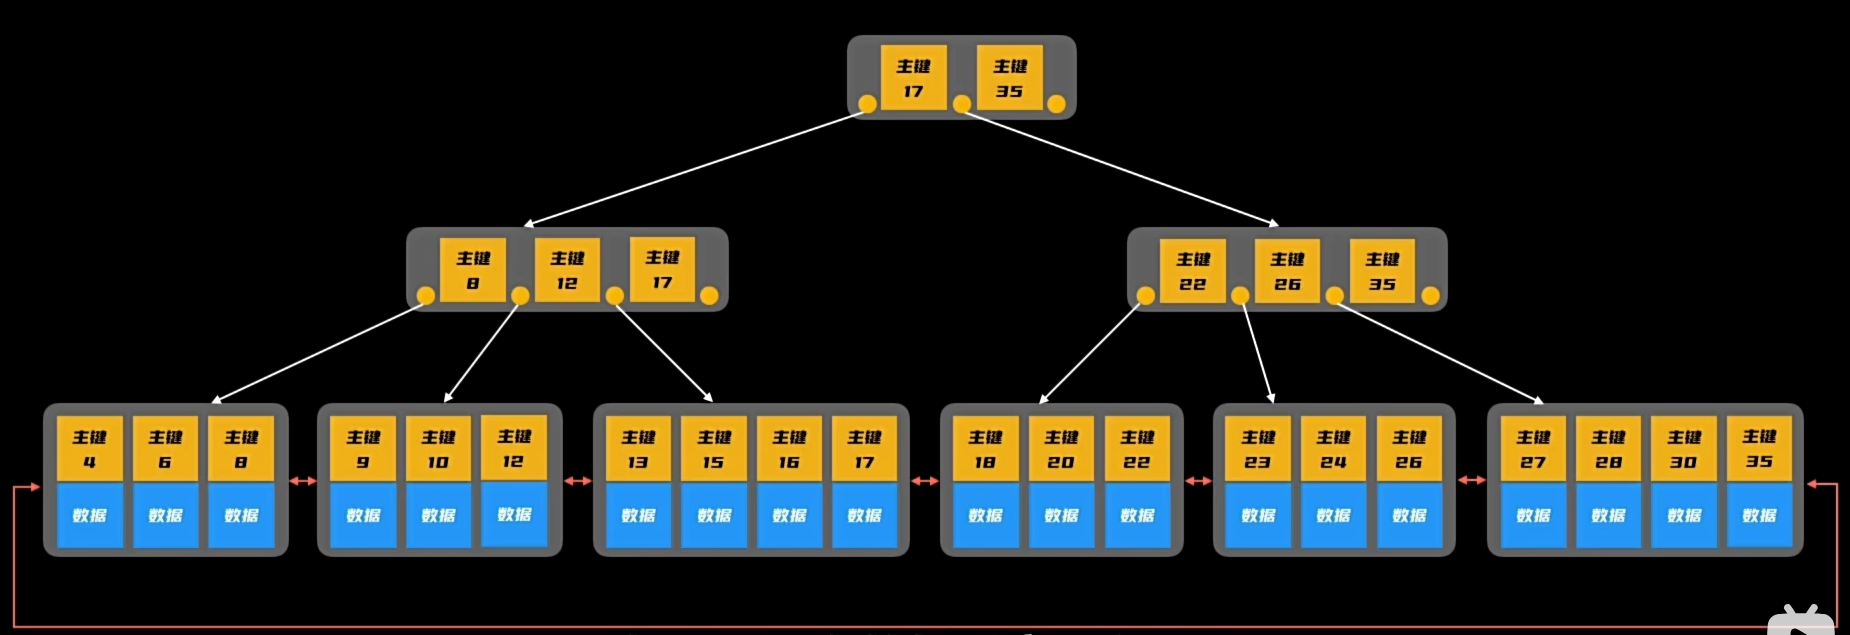 主键 主键
17 35
主键 主键 主键
8 12 17
主键 主键 主键
22 26 35
主键 主键 主键
4 6 8
数据 数据 数据
主键 主键 主键
9 10 12
数据 数据 数据
主键 主键 主键 主键
13 15 16 17
数据 数据 数据 数据
主键 主键 主键
18 20 22
数据 数据 数据
主键 主键 主键
23 24 26
数据 数据 数据
主键 主键 主键 主键
27 28 30 35
数据 数据 数据 数据